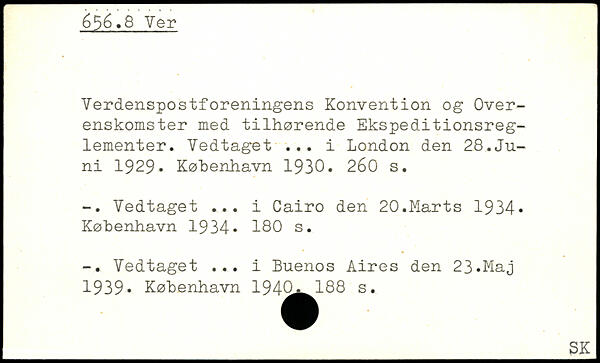 656.8 Ver
Verdenspostforeningens Konvention og Over-
enskomster med tilhørende Ekspeditionsreg-
lementer. Vedtaget ... i London den 28.Ju-
ni 1929. København 1930. 260 s.
-. Vedtaget ... i Cairo den 20.Marts 1934.
København 1934. 180 s.
-. Vedtaget ... i Buenos Aires den 23.Maj
1939. København 1940. 188 s.
SK